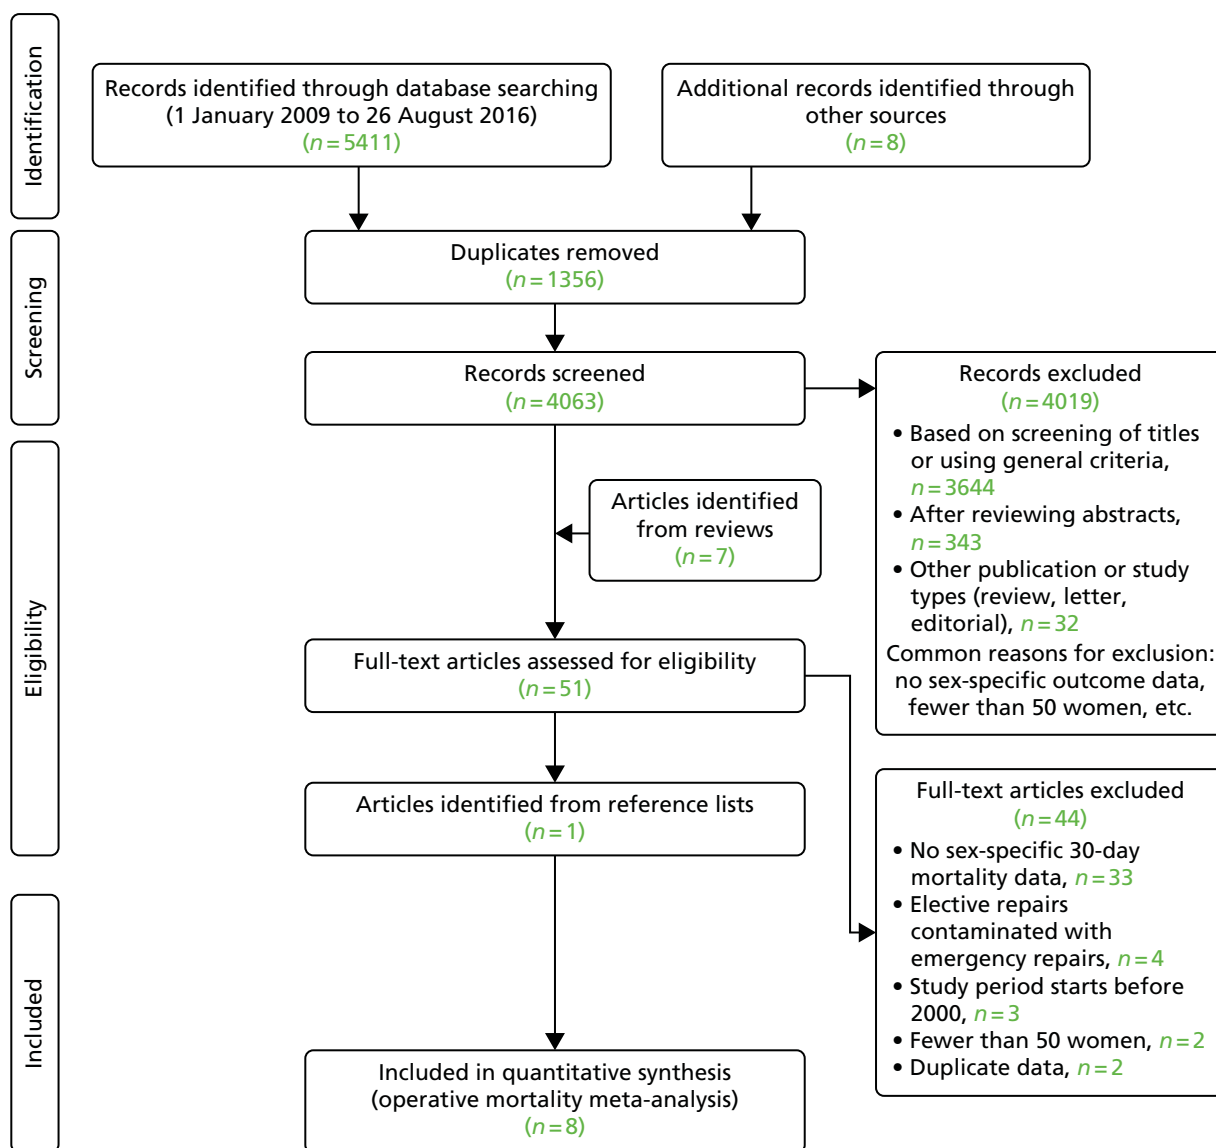 Identification
Records identified through database searching
(1 January 2009 to 26 August 2016)
(n=5411)
Additional records identified through
other sources
(n=8)
Screening
Duplicates removed
(n=1356)
Records screened
(n=4063)
Records excluded
(n=4019)
• Based on screening of titles
or using general criteria,
n=3644
• After reviewing abstracts,
n=343
• Other publication or study
types (review, letter,
editorial), n=32
Common reasons for exclusion:
no sex-specific outcome data,
fewer than 50 women, etc.
Eligibility
Articles identified
from reviews
(n=7)
Full-text articles assessed for eligibility
(n=51)
Articles identified from reference lists
(n=1)
Full-text articles excluded
(n=44)
• No sex-specific 30-day
mortality data, n=33
• Elective repairs
contaminated with
emergency repairs, n=4
• Study period starts before
2000, n=3
• Fewer than 50 women, n=2
• Duplicate data, n=2
Included
Included in quantitative synthesis
(operative mortality meta-analysis)
(n=8)